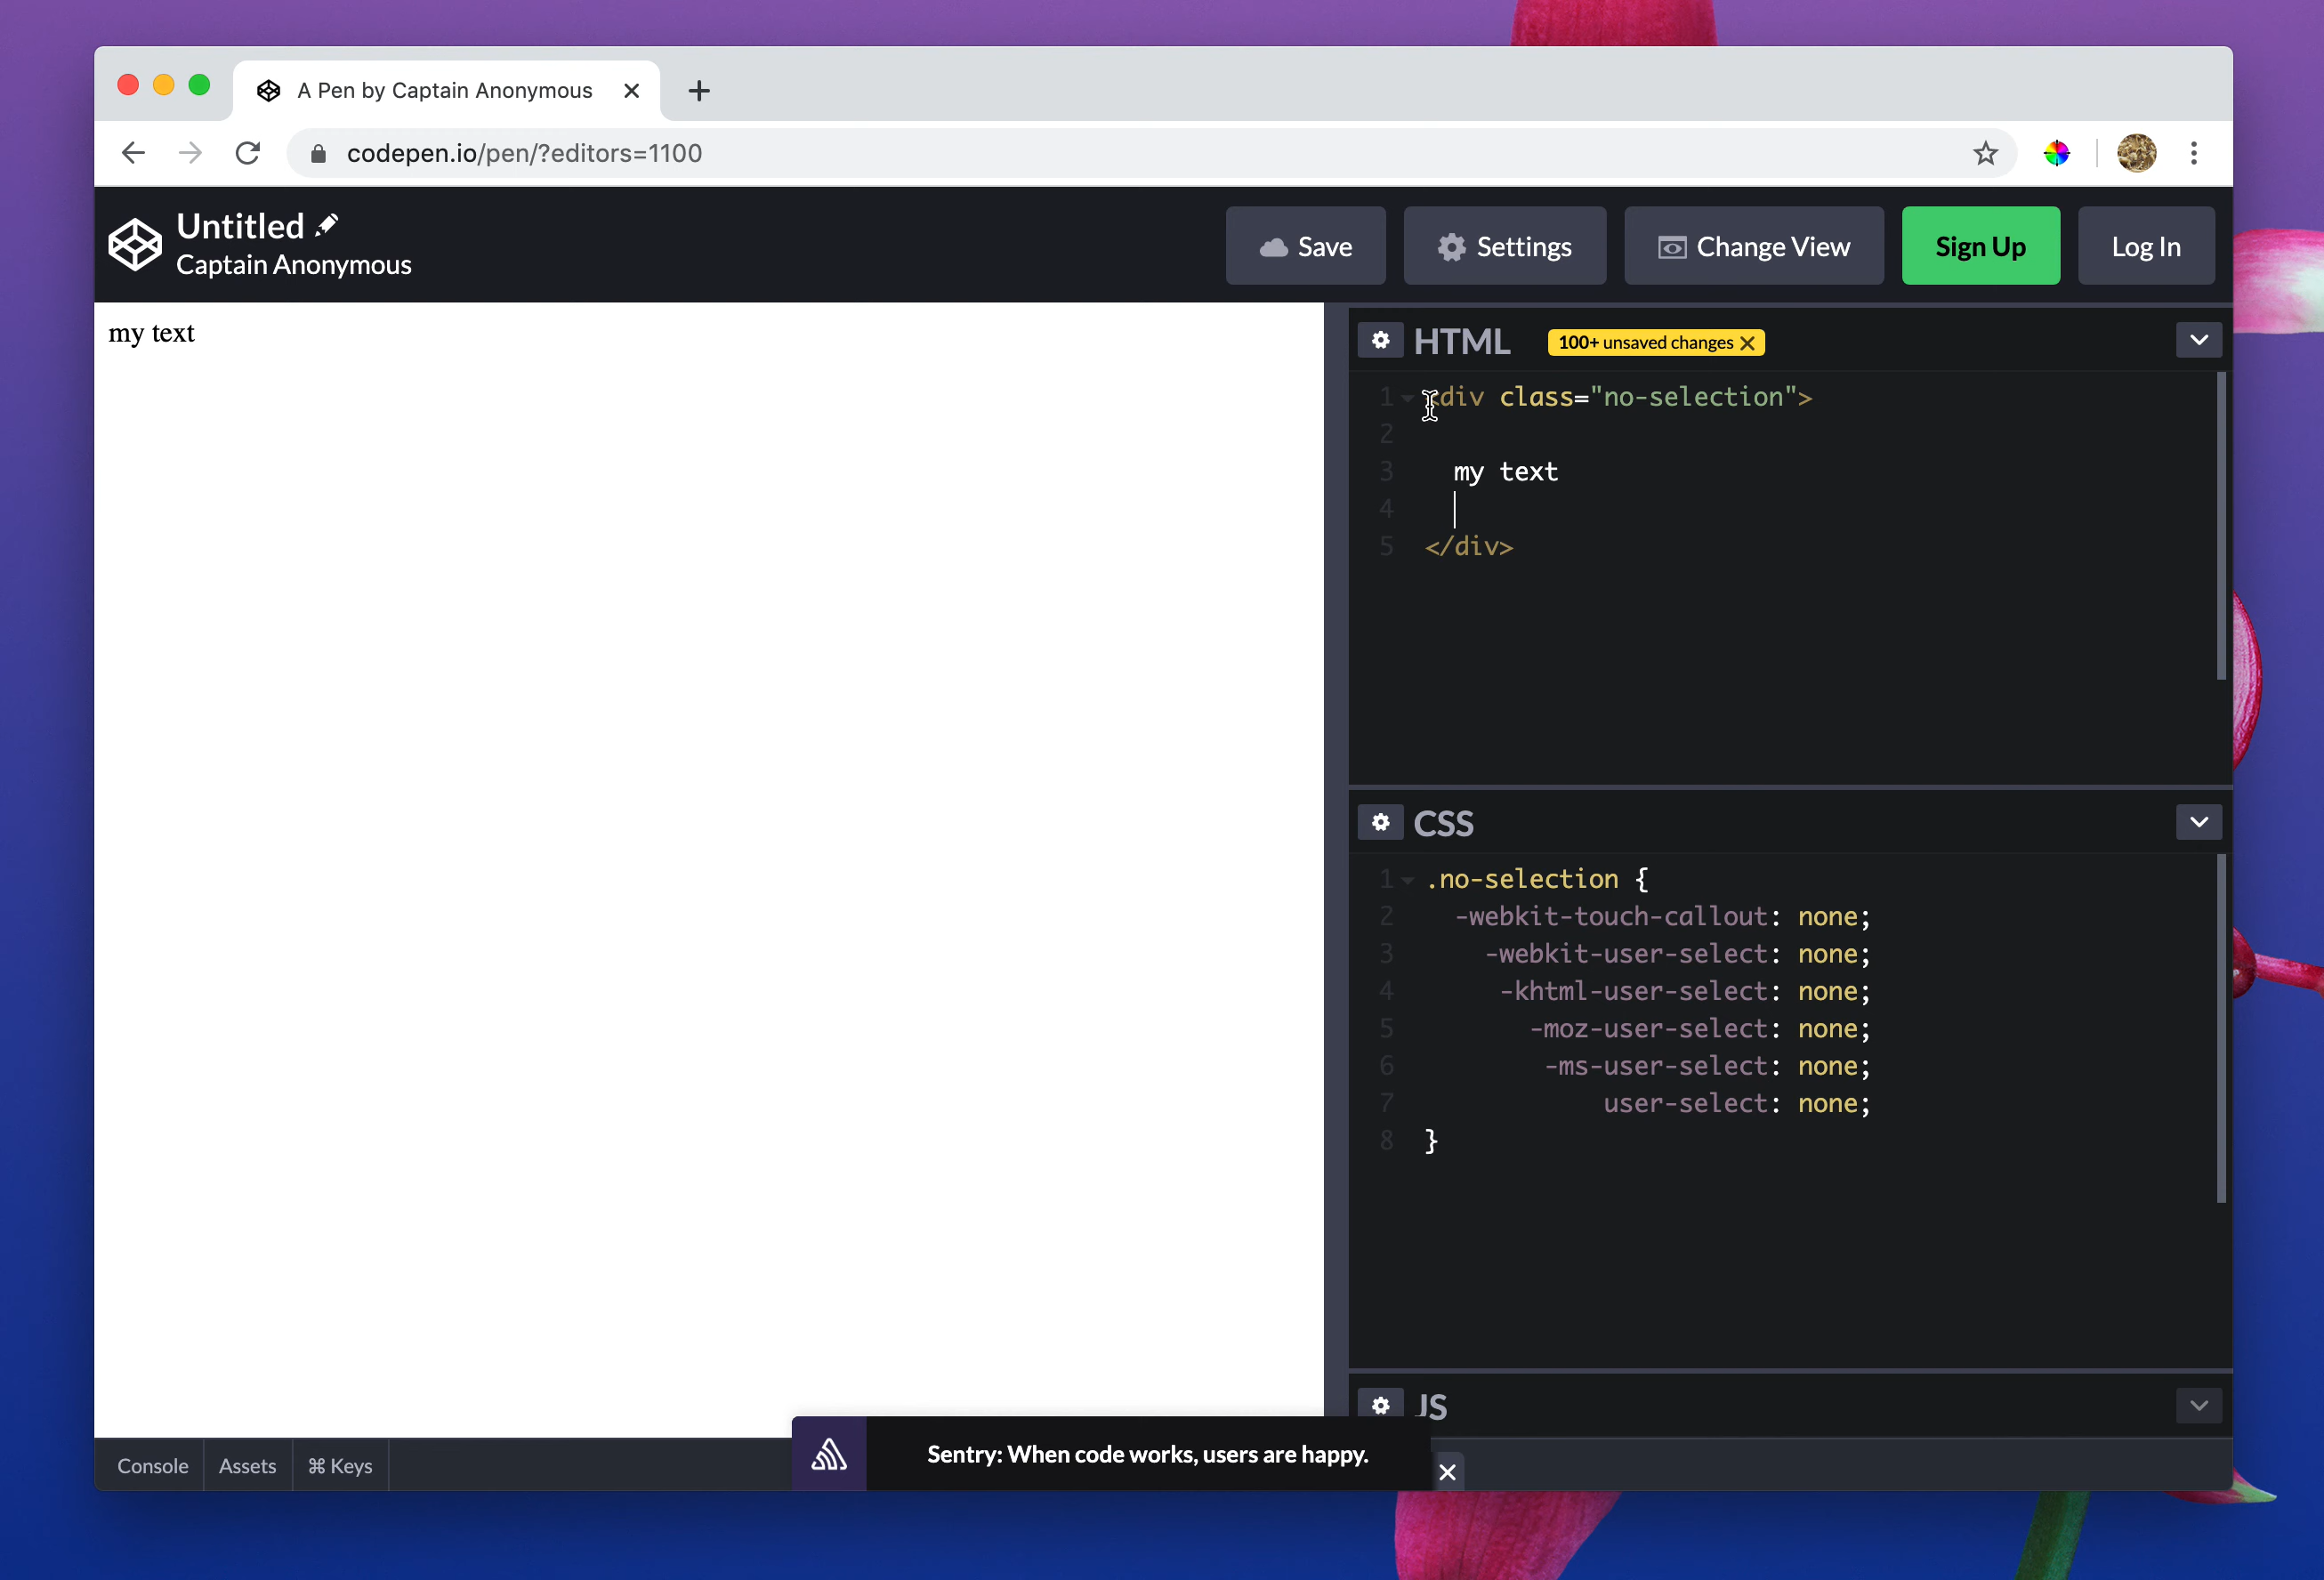 A Pen by Captain Anonymous
codepen.io/pen/?editors=1100
Untitled
Captain Anonymous
Save
Settings
Change View
Sign Up
Log In
my text
HTML
100+ unsaved changes
1 <div class="no-selection">
2
3 my text
4
5 </div>
CSS
1 .no-selection {
2 -webkit-touch-callout: none;
3 -webkit-user-select: none;
4 -khtml-user-select: none;
5 -moz-user-select: none;
6 -ms-user-select: none;
7 user-select: none;
8 }
JS
Console
Assets
⌘ Keys
Sentry: When code works, users are happy.